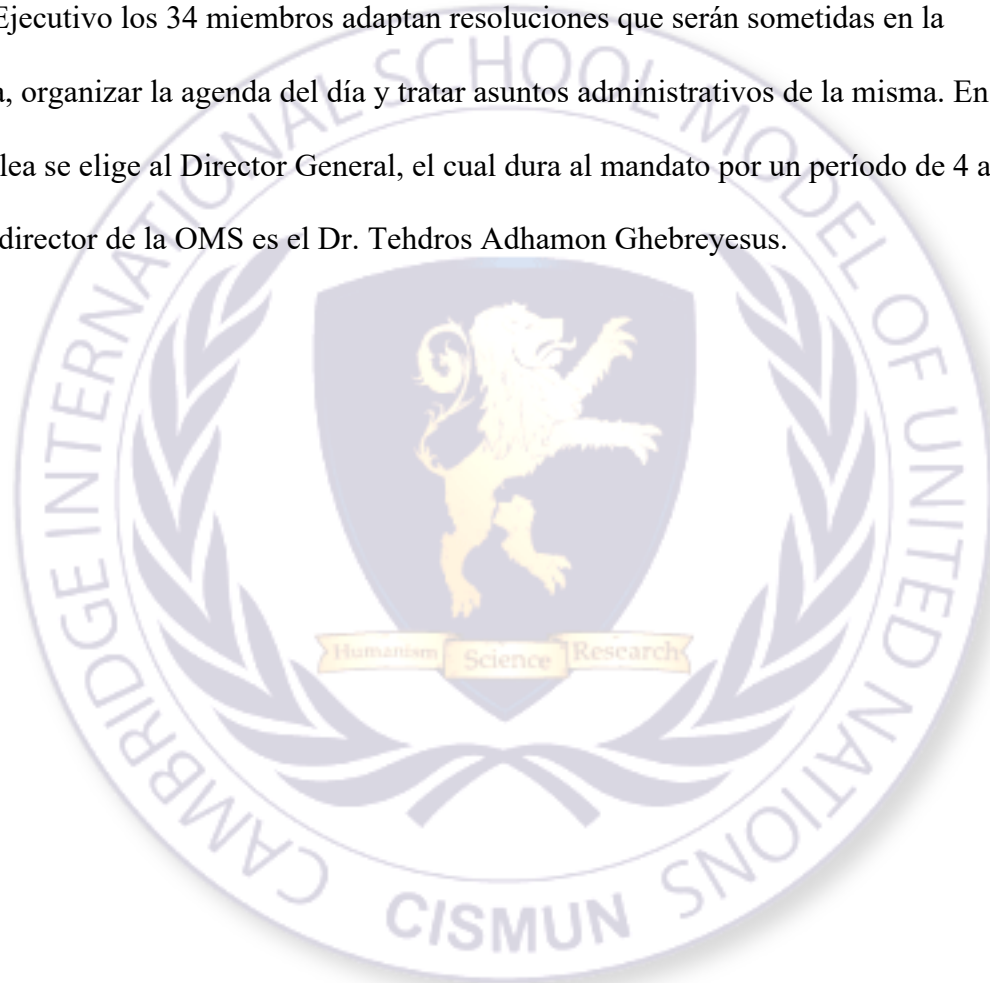 Ejecutivo los 34 miembros adaptan resoluciones que serán sometidas en la
a, organizar la agenda del día y tratar asuntos administrativos de la misma. En
lea se elige al Director General, el cual dura al mandato por un período de 4 a
director de la OMS es el Dr. Tehdros Adhamon Ghebreyesus.
CAMBRIDGE INTERNATIONAL SCHOOL MODEL OF UNITED NATIONS
Humanism Science Research
CISMUN